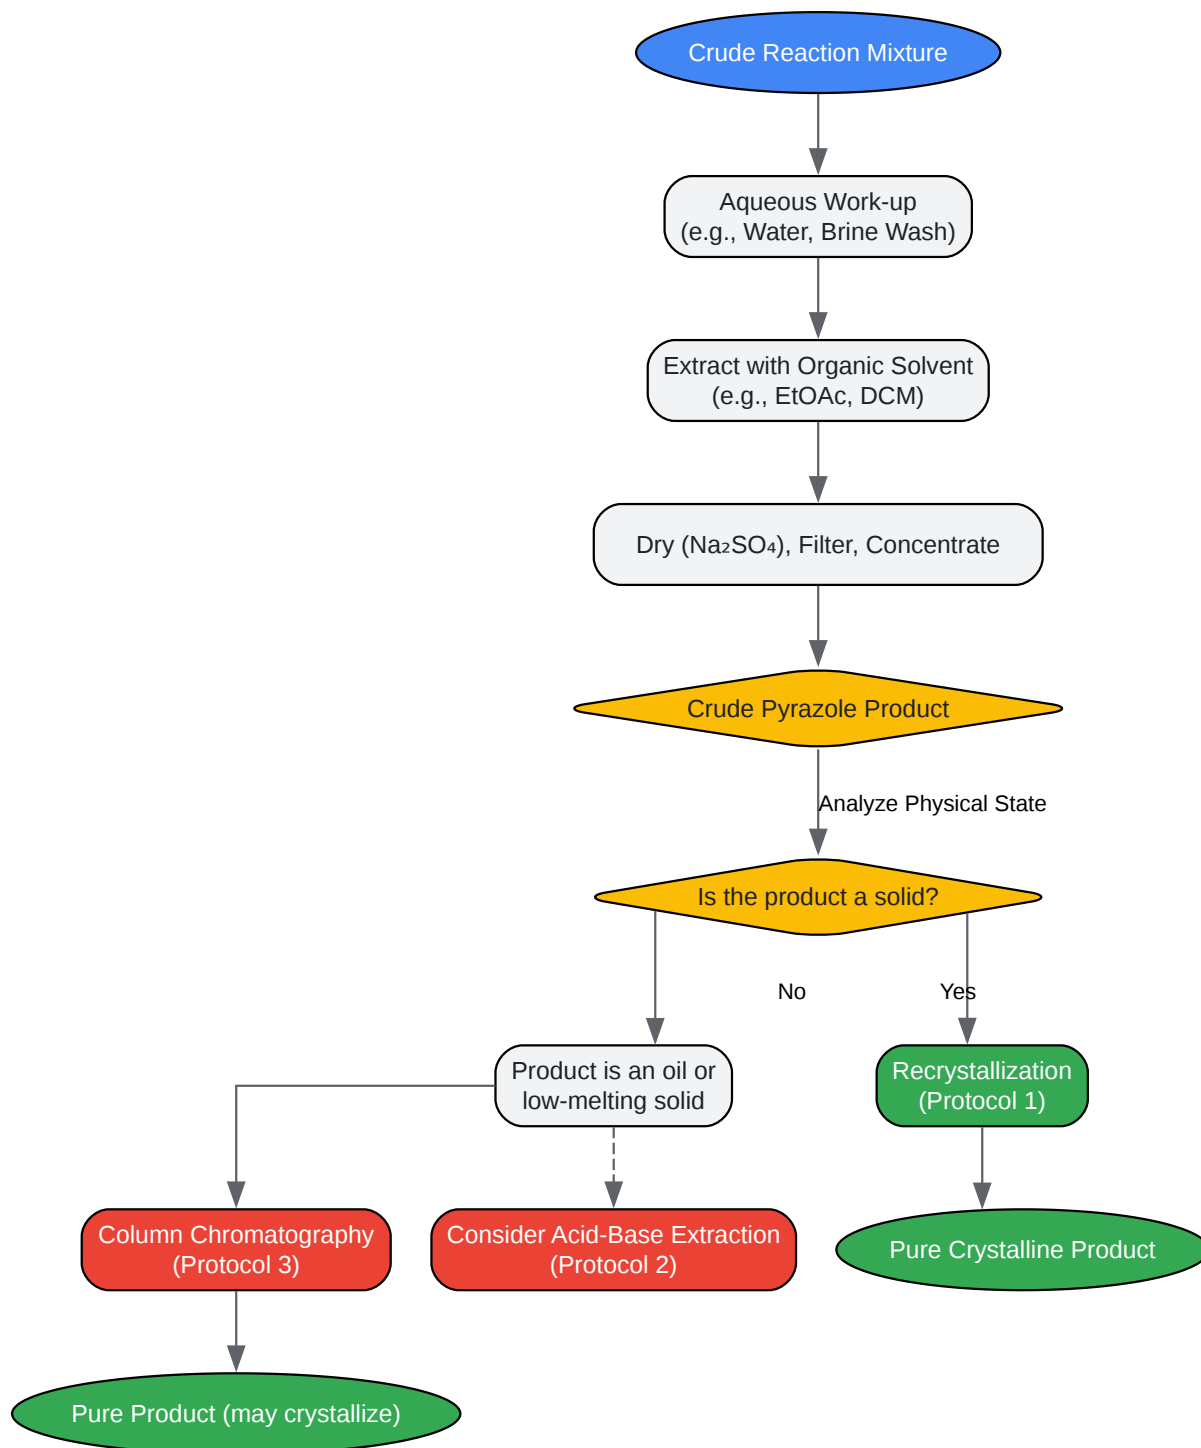 Crude Reaction Mixture
Aqueous Work-up
(e.g., Water, Brine Wash)
Extract with Organic Solvent
(e.g., EtOAc, DCM)
Dry (Na₂SO₄), Filter, Concentrate
Crude Pyrazole Product
Analyze Physical State
Is the product a solid?
No
Yes
Product is an oil or
low-melting solid
Recrystallization
(Protocol 1)
Column Chromatography
(Protocol 3)
Consider Acid-Base Extraction
(Protocol 2)
Pure Crystalline Product
Pure Product (may crystallize)